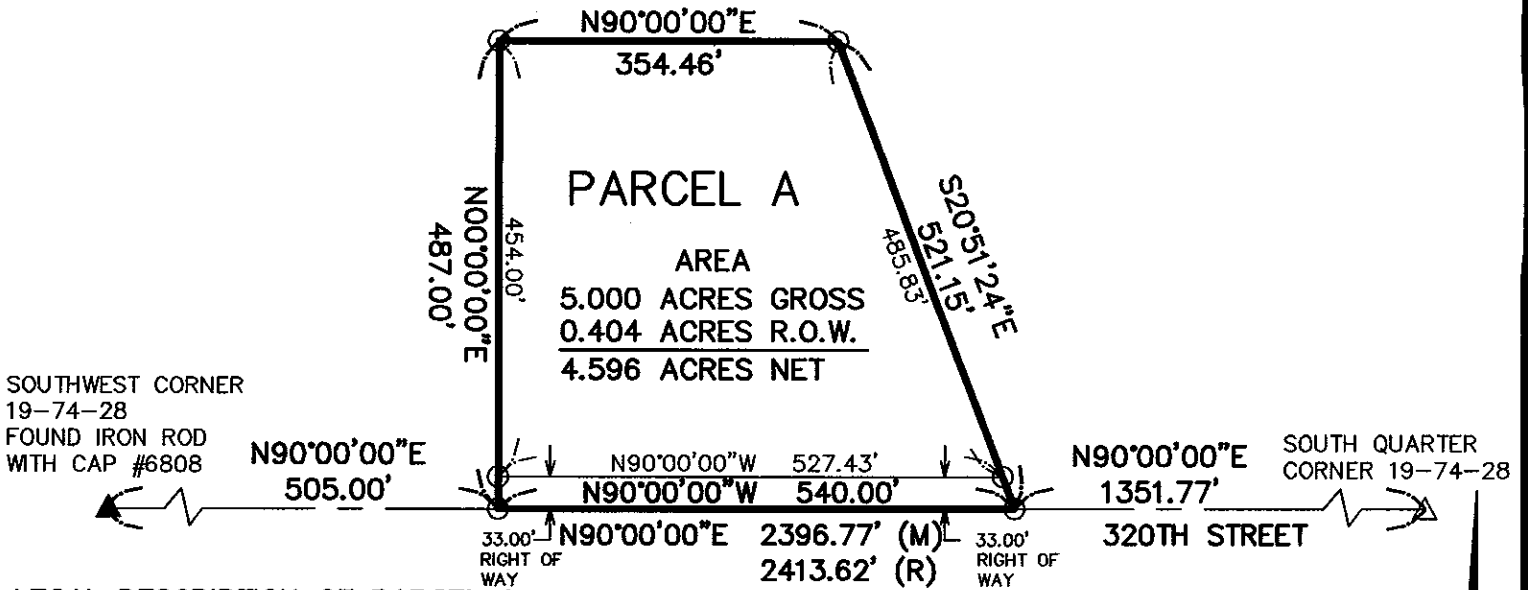 N90°00'00"E
354.46'
PARCEL A
N00°00'00"E
487.00'
454.00'
S20°51'24"E
521.15'
485.83'
AREA
5.000 ACRES GROSS
0.404 ACRES R.O.W.
4.596 ACRES NET
SOUTHWEST CORNER
19-74-28
FOUND IRON ROD
WITH CAP #6808
N90°00'00"E
505.00'
N90°00'00"W 527.43'
N90°00'00"W 540.00'
N90°00'00"E 2396.77' (M)
2413.62' (R)
33.00'
RIGHT OF
WAY
33.00'
RIGHT OF
WAY
N90°00'00"E
1351.77'
320TH STREET
SOUTH QUARTER
CORNER 19-74-28